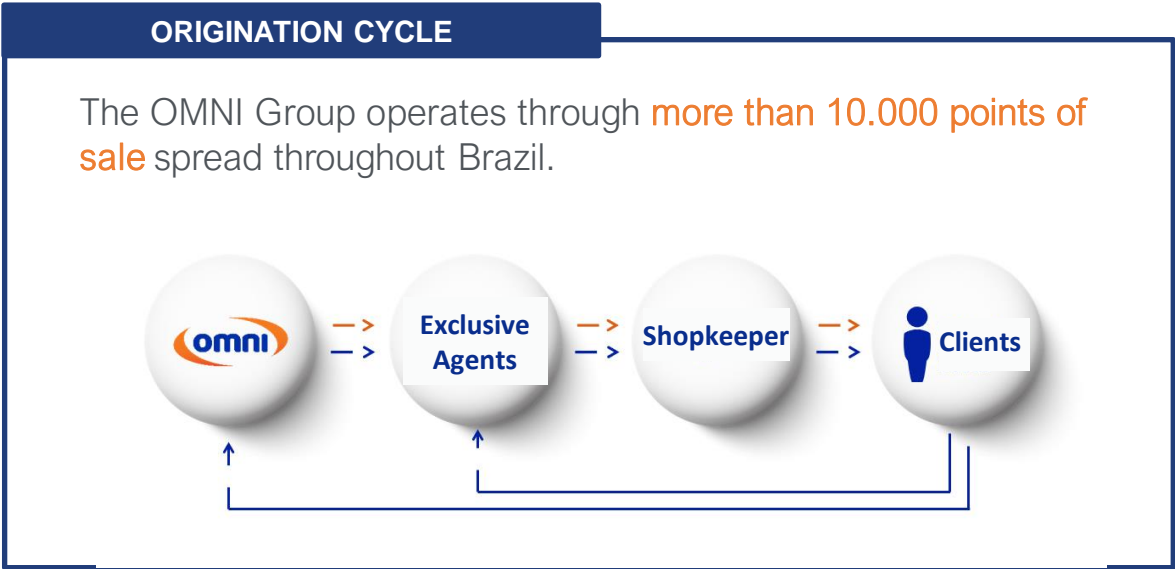 ORIGINATION CYCLE
The OMNI Group operates through more than 10.000 points of
sale spread throughout Brazil.
omni
Exclusive
Agents
Shopkeeper
Clients